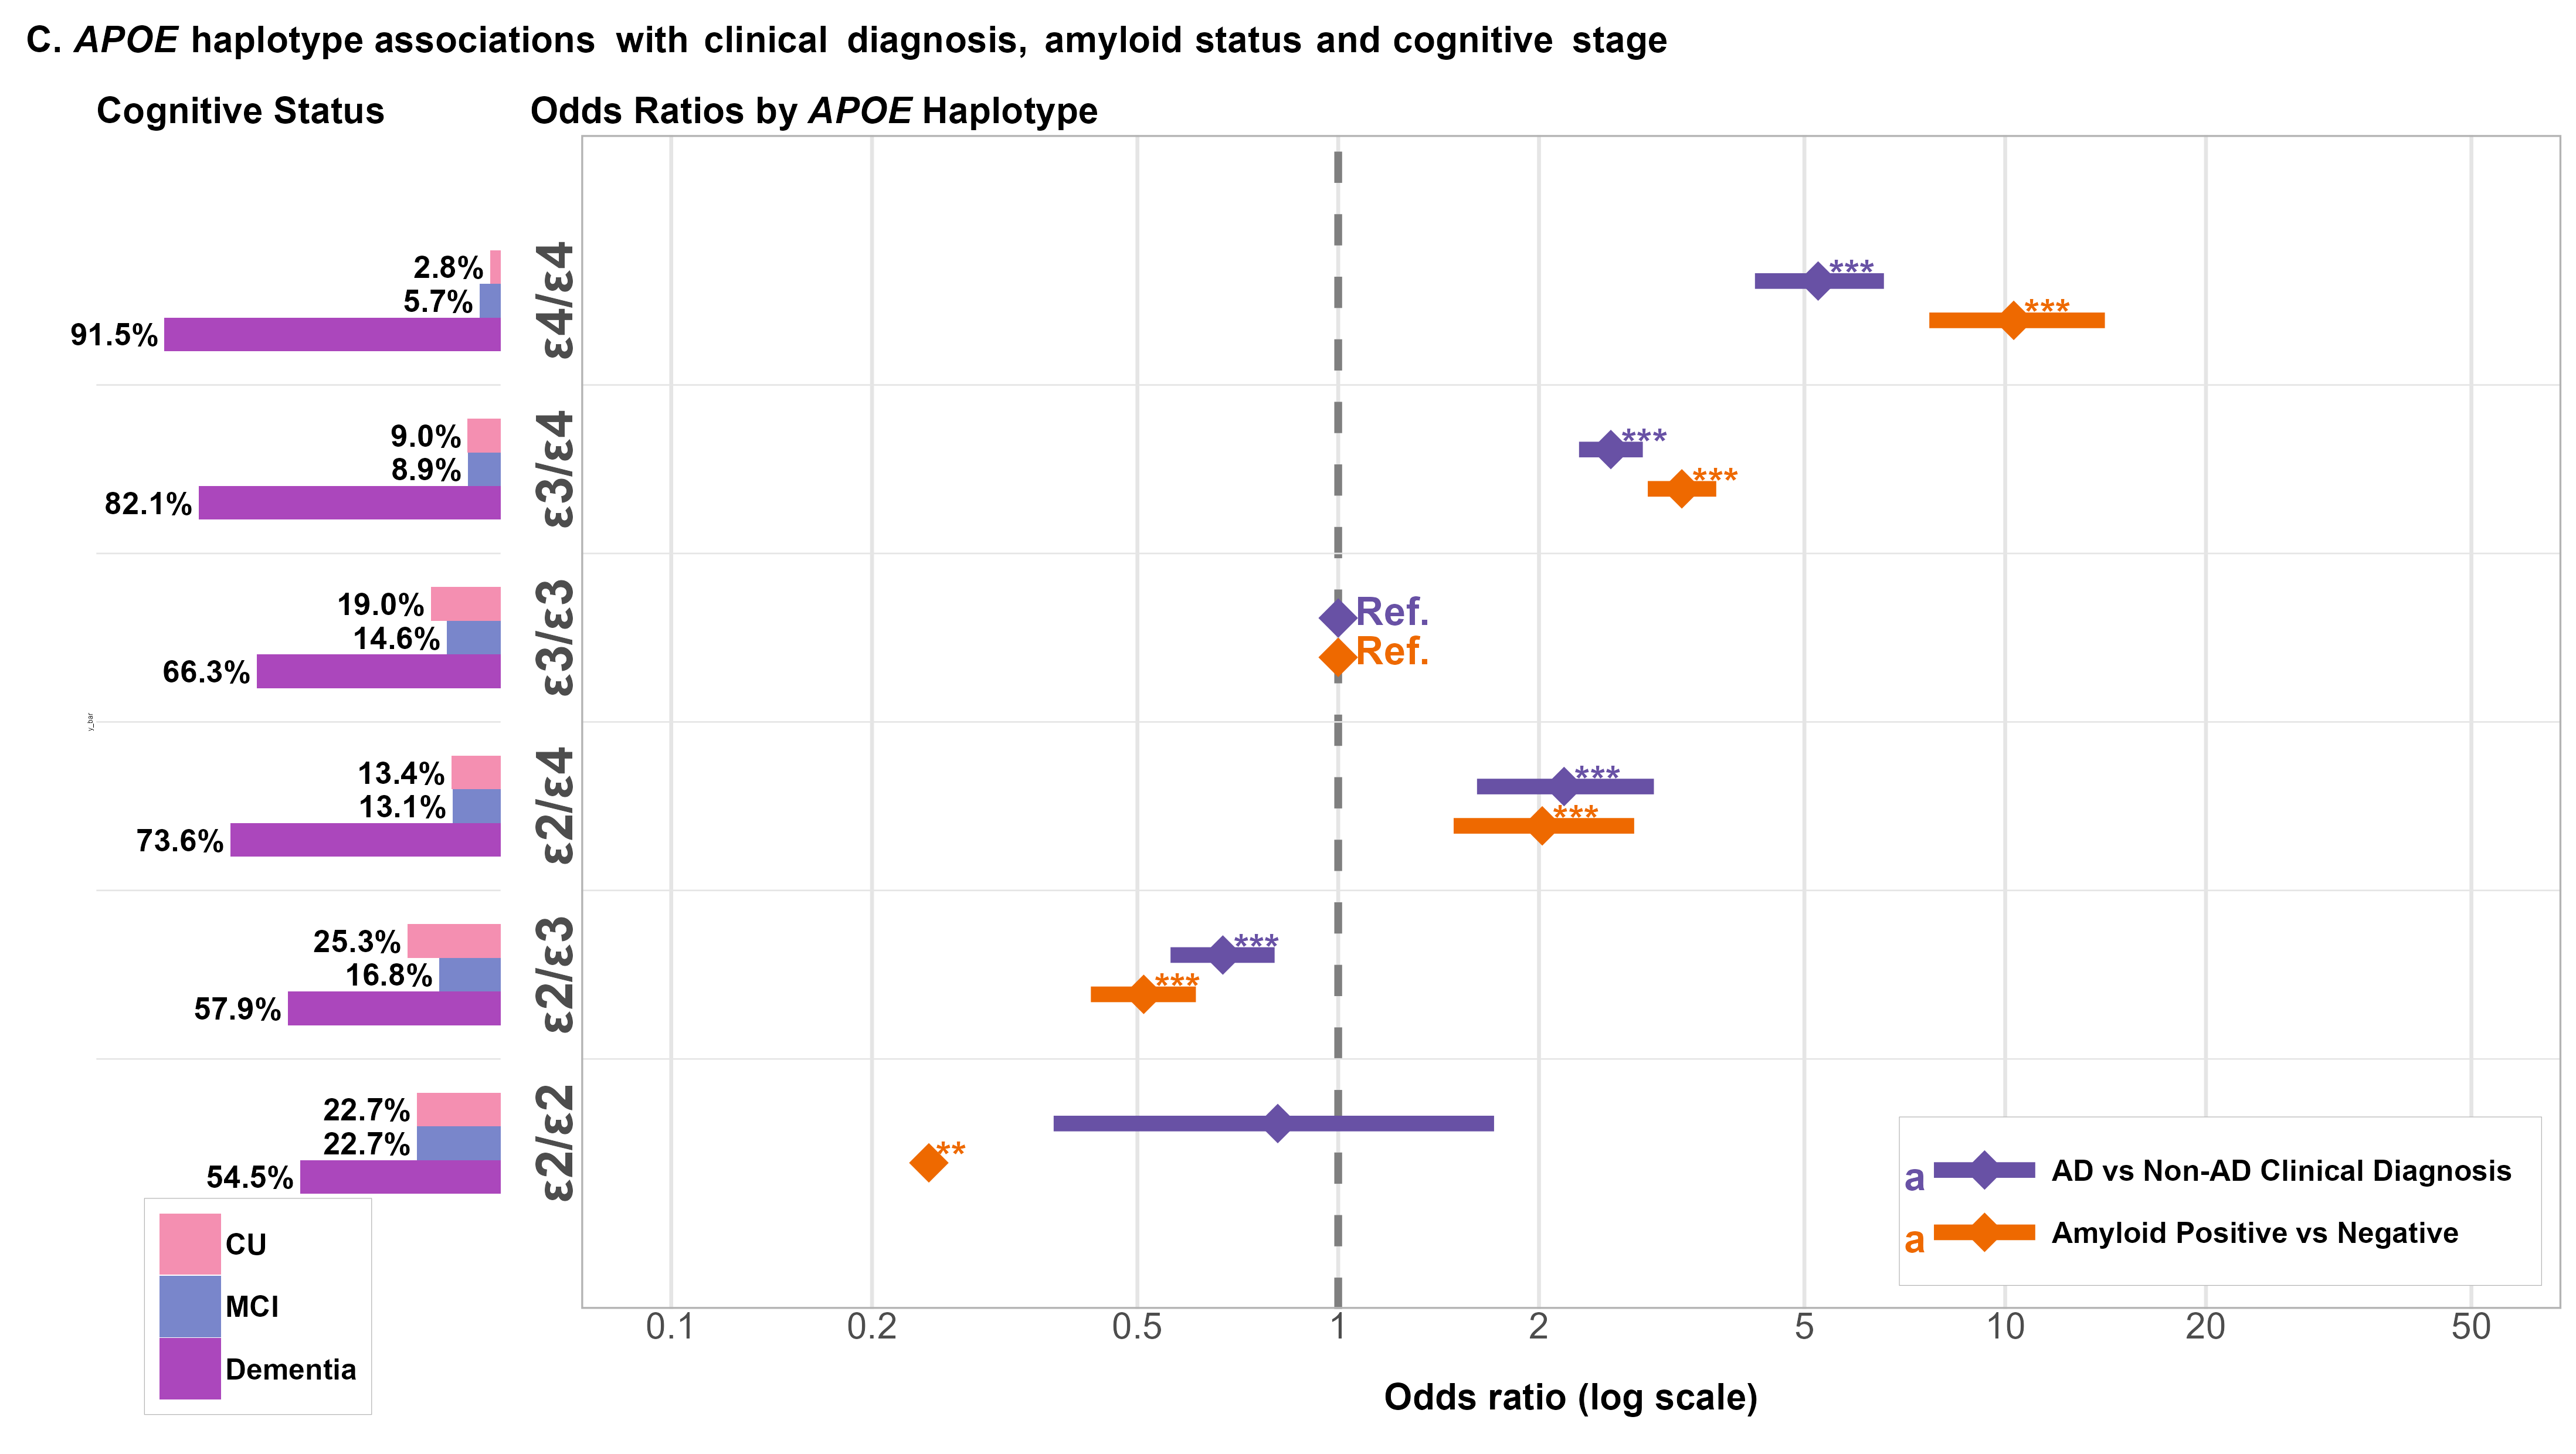 C. APOE haplotype associations with clinical diagnosis, amyloid status and cognitive stage
Cognitive Status
Odds Ratios by APOE Haplotype
2.8%
5.7%
91.5%
ε4/ε4
***
***
9.0%
8.9%
82.1%
ε3/ε4
***
***
19.0%
14.6%
66.3%
ε3/ε3
Ref.
Ref.
y_bar
13.4%
13.1%
73.6%
ε2/ε4
***
***
25.3%
16.8%
57.9%
ε2/ε3
***
***
22.7%
22.7%
54.5%
ε2/ε2
**
CU
MCI
Dementia
a AD vs Non-AD Clinical Diagnosis
a Amyloid Positive vs Negative
0.1 0.2 0.5 1 2 5 10 20 50
Odds ratio (log scale)